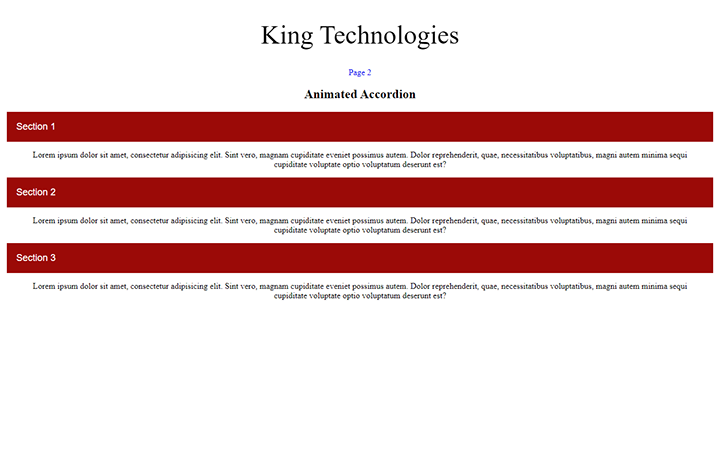 King Technologies
Page 2
Animated Accordion
Section 1
Lorem ipsum dolor sit amet, consectetur adipisicing elit. Sint vero, magnam cupiditate eveniet possimus autem. Dolor reprehenderit, quae, necessitatibus voluptatibus, magni autem minima sequi
cupiditate voluptate optio voluptatum deserunt est?
Section 2
Lorem ipsum dolor sit amet, consectetur adipisicing elit. Sint vero, magnam cupiditate eveniet possimus autem. Dolor reprehenderit, quae, necessitatibus voluptatibus, magni autem minima sequi
cupiditate voluptate optio voluptatum deserunt est?
Section 3
Lorem ipsum dolor sit amet, consectetur adipisicing elit. Sint vero, magnam cupiditate eveniet possimus autem. Dolor reprehenderit, quae, necessitatibus voluptatibus, magni autem minima sequi
cupiditate voluptate optio voluptatum deserunt est?